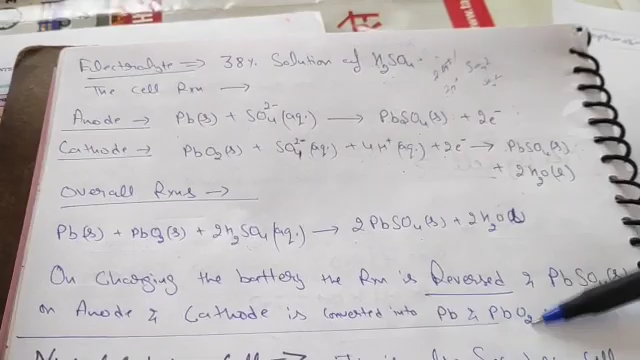 Electrolyte ⇒ 38% Solution of H2SO4.
The Cell Rxn →
Anode → Pb(s) + SO4^2-(aq.) → PbSO4(s) + 2e^-
Cathode → PbO2(s) + SO4^2-(aq.) + 4H^+(aq.) + 2e^- → PbSO4(s)
+ 2H2O(l)
Overall Rxns →
Pb(s) + PbO2(s) + 2H2SO4(aq.) → 2PbSO4(s) + 2H2O
On Charging the battery the Rxn is Reversed & PbSO4(s)
on Anode & Cathode is converted into Pb & PbO2